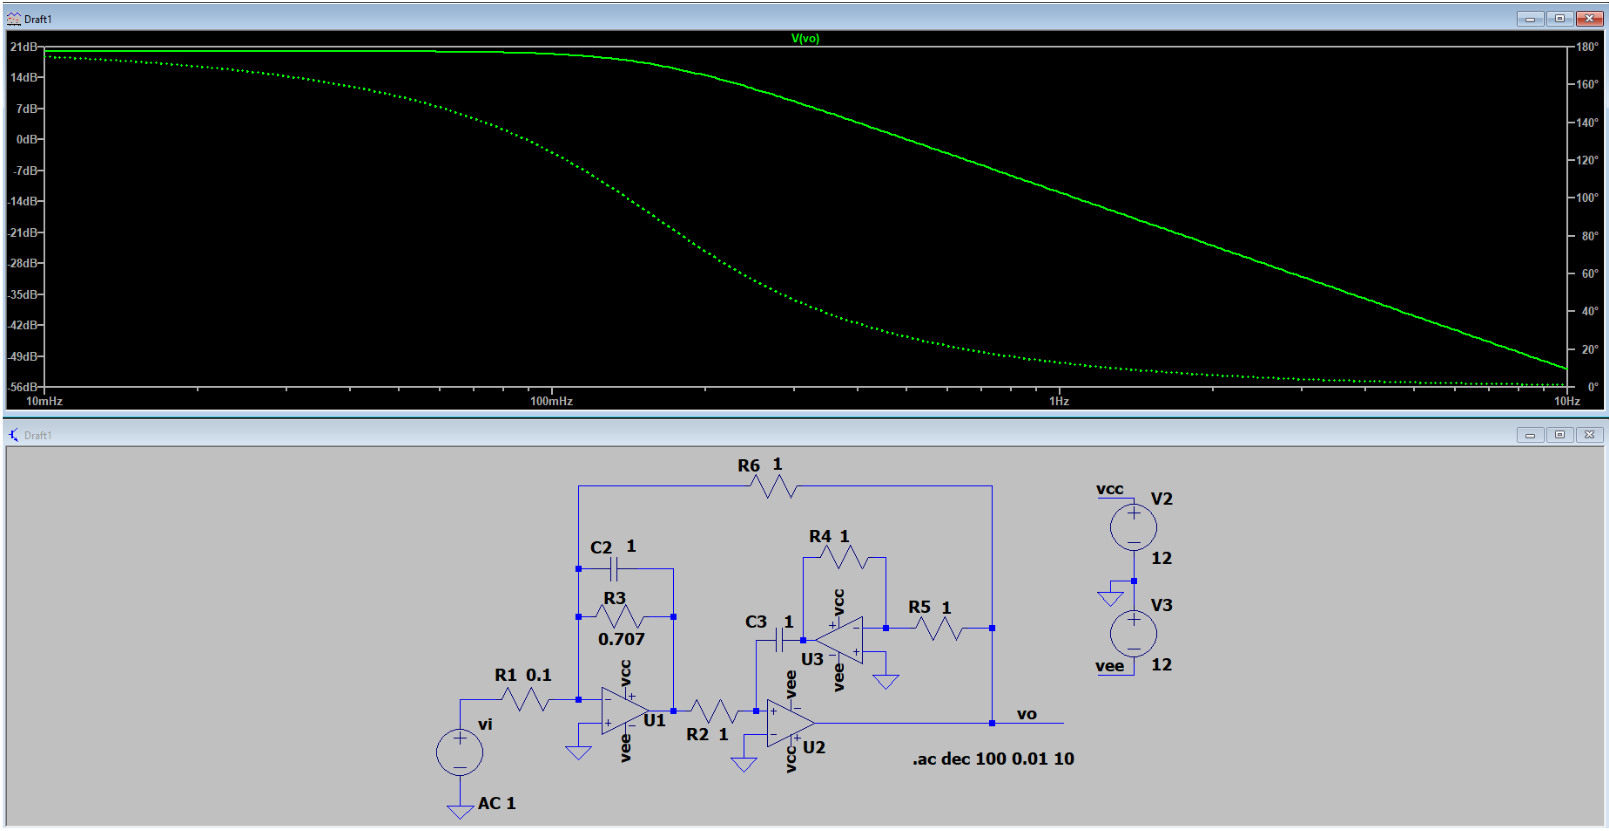 Draft1
V(vo)
21dB
14dB
7dB
0dB
-7dB
-14dB
-21dB
-28dB
-35dB
-42dB
-49dB
-56dB
180°
160°
140°
120°
100°
80°
60°
40°
20°
0°
10mHz 100mHz 1Hz 10Hz
Draft1
R6 1
vcc
V2
12
C2 1
R4 1
R3
0.707
vcc
R5 1
V3
C3 1
U3
vee
vee
12
R1 0.1
vcc
vee
vi
U1
R2 1
vo
vee
vcc
U2
.ac dec 100 0.01 10
AC 1